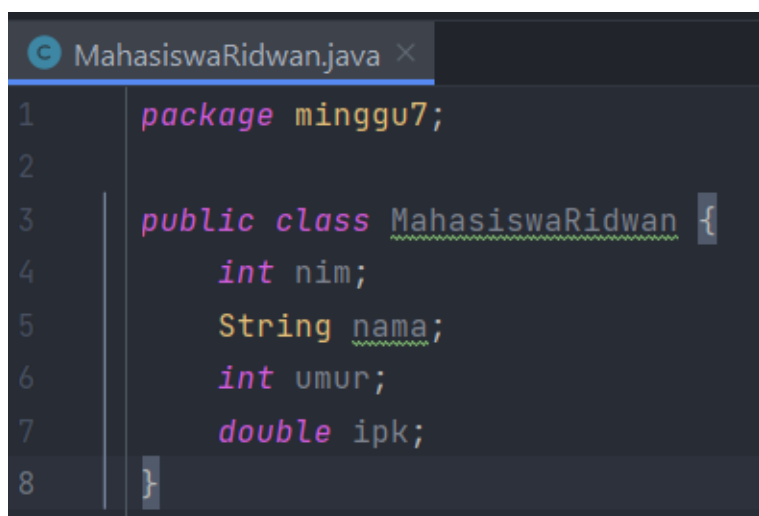 C MahasiswaRidwan.java ×
1 package minggu7;
2
3 public class MahasiswaRidwan {
4 int nim;
5 String nama;
6 int umur;
7 double ipk;
8 }